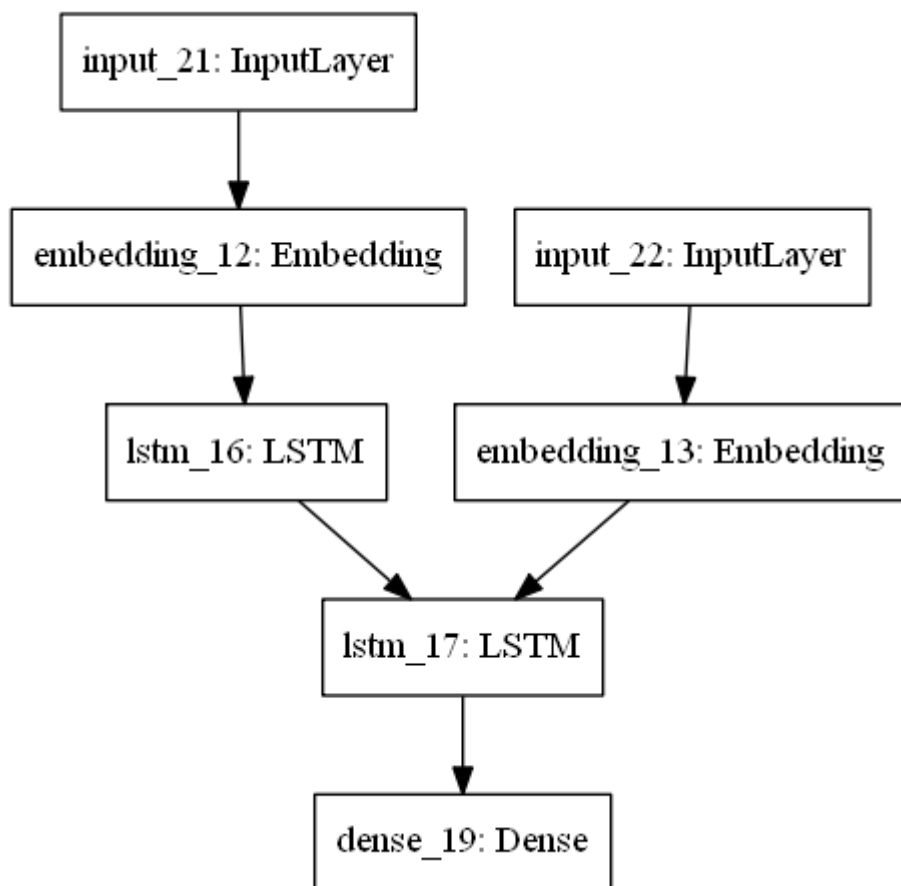 input_21: InputLayer
embedding_12: Embedding
input_22: InputLayer
lstm_16: LSTM
embedding_13: Embedding
lstm_17: LSTM
dense_19: Dense